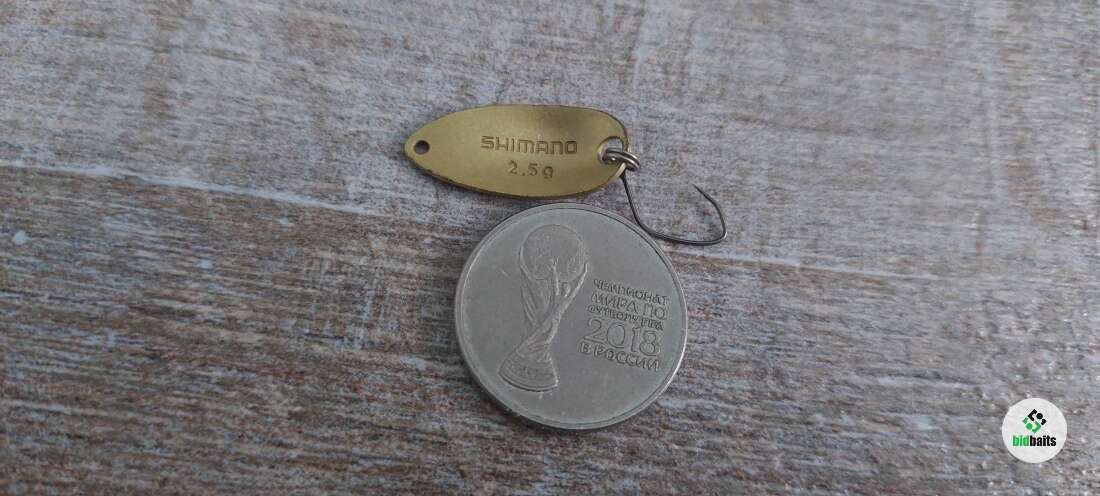 SHIMANO
2.5g
ЧЕМПИОНАТ
МИРА ПО
ФУТБОЛУ FIFA
2018
В РОССИИ
bidbaits